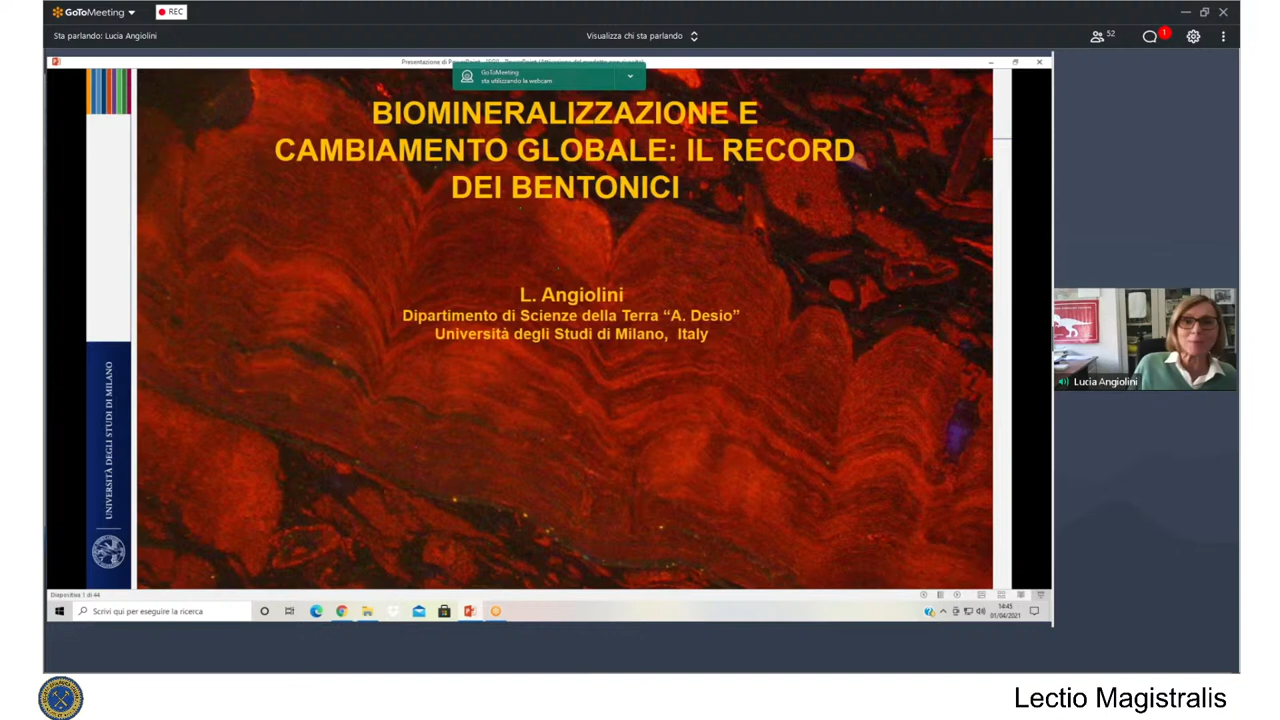 GoToMeeting
REC
Sta parlando: Lucia Angiolini
Visualizza chi sta parlando
52
1
GoToMeeting
sta utilizzando la webcam
BIOMINERALIZZAZIONE E
CAMBIAMENTO GLOBALE: IL RECORD
DEI BENTONICI
L. Angiolini
Dipartimento di Scienze della Terra “A. Desio”
Università degli Studi di Milano, Italy
UNIVERSITÀ DEGLI STUDI DI MILANO
Lucia Angiolini
Diapositiva 1 di 44
Scrivi qui per eseguire la ricerca
14:45
01/04/2021
Lectio Magistralis